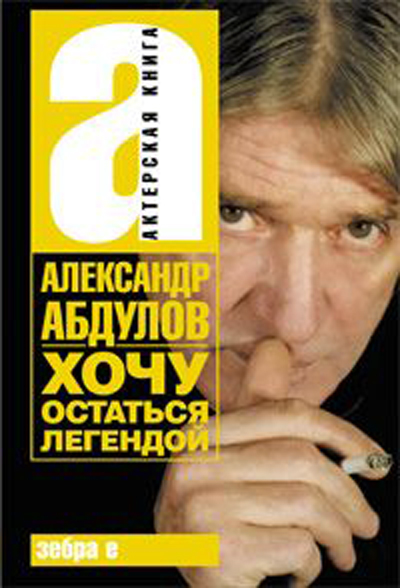 а
АКТЕРСКАЯ КНИГА
АЛЕКСАНДР
АБДУЛОВ
ХОЧУ
ОСТАТЬСЯ
ЛЕГЕНДОЙ
зебра е